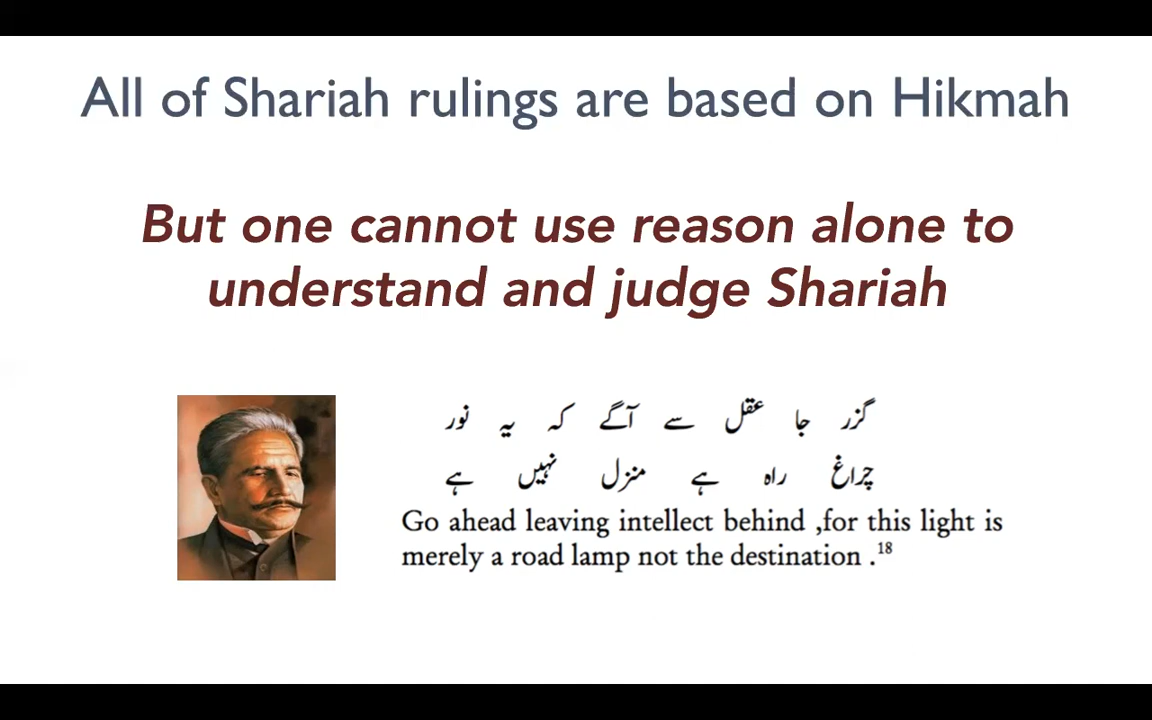 All of Shariah rulings are based on Hikmah
But one cannot use reason alone to
understand and judge Shariah
گزر جا عقل سے آگے کہ یہ نور
چراغ راہ ہے منزل نہیں ہے
Go ahead leaving intellect behind ,for this light is
merely a road lamp not the destination .18